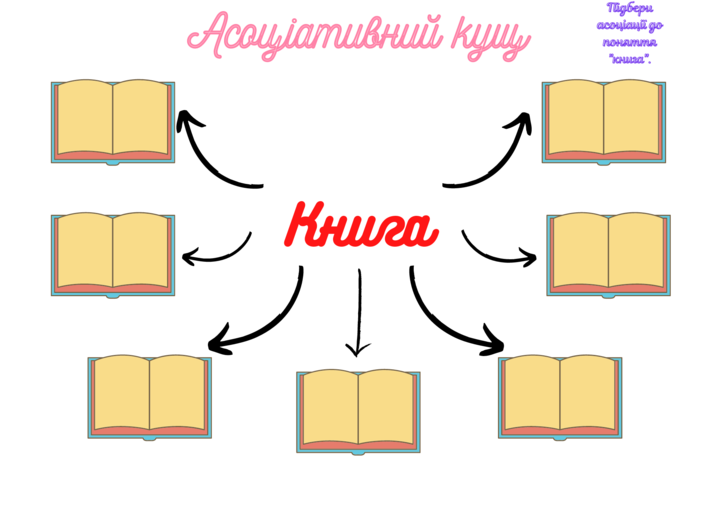 Асоціативний кущ
Підбери
асоціації до
поняття
"книга".
Книга